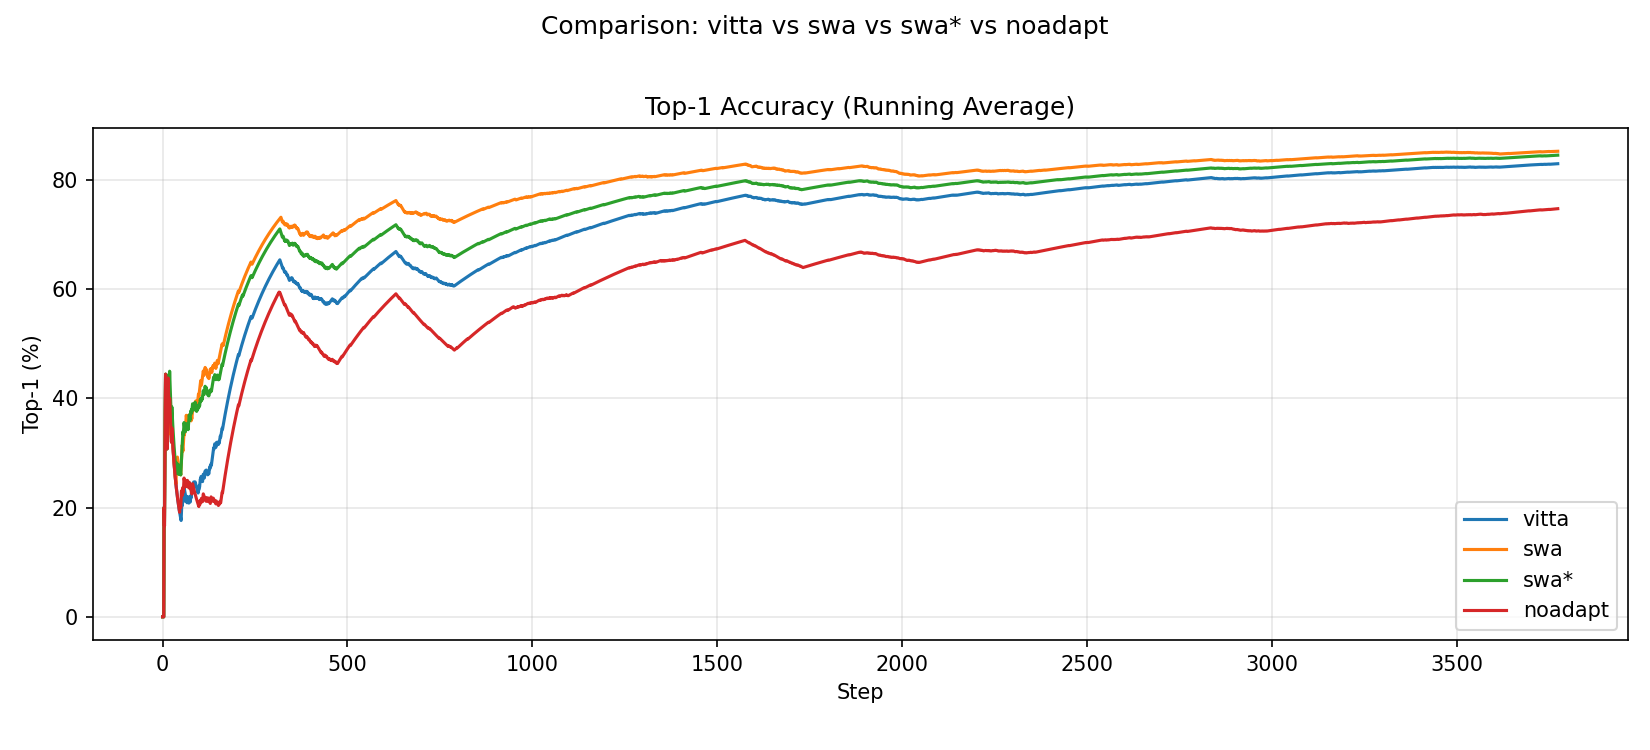 Comparison: vitta vs swa vs swa* vs noadapt
Top-1 Accuracy (Running Average)
Top-1 (%)
80
60
40
20
0
0 500 1000 1500 2000 2500 3000 3500
Step
vitta
swa
swa*
noadapt